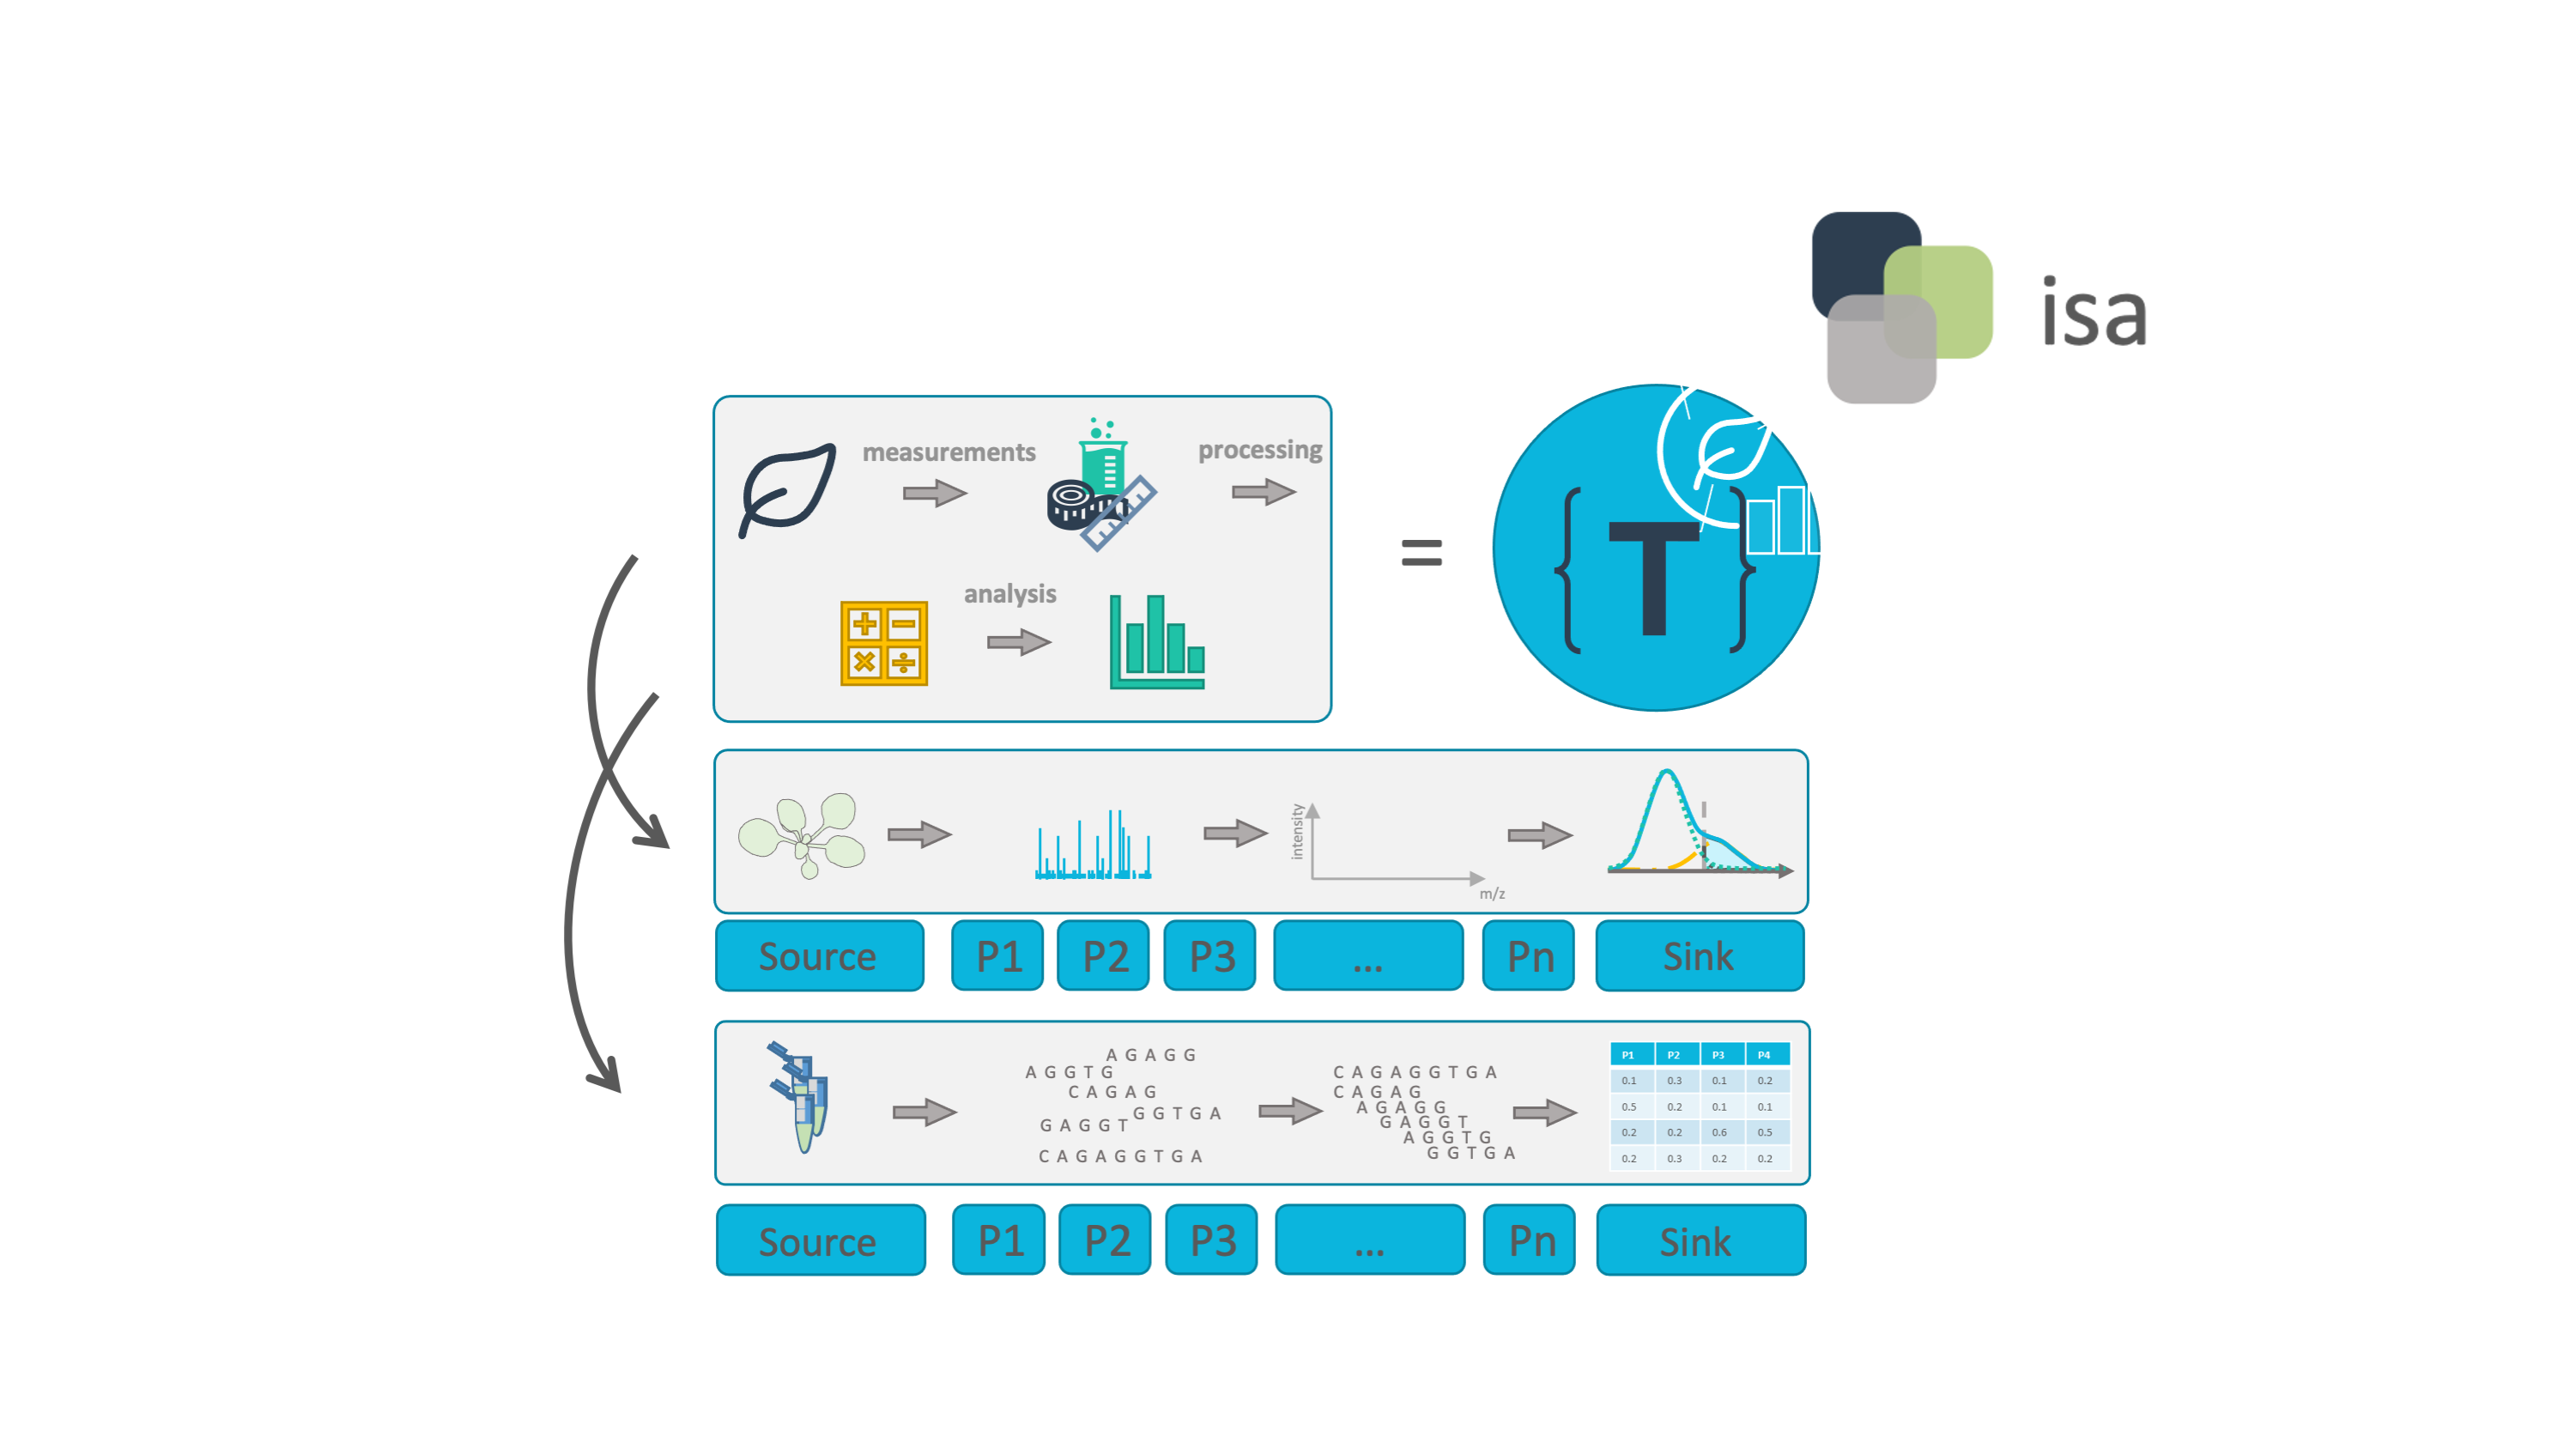 isa
measurements
processing
=
{ T }
analysis
+ −
× ÷
intensity
m/z
Source P1 P2 P3 ... Pn Sink
A G A G G
A G G T G
C A G A G
G G T G A
G A G G T
C A G A G G T G A
C A G A G G T G A
C A G A G
A G A G G
G A G G T
A G G T G
G G T G A
P1 P2 P3 P4
0.1 0.3 0.1 0.2
0.5 0.2 0.1 0.1
0.2 0.2 0.6 0.5
0.2 0.3 0.2 0.2
Source P1 P2 P3 ... Pn Sink